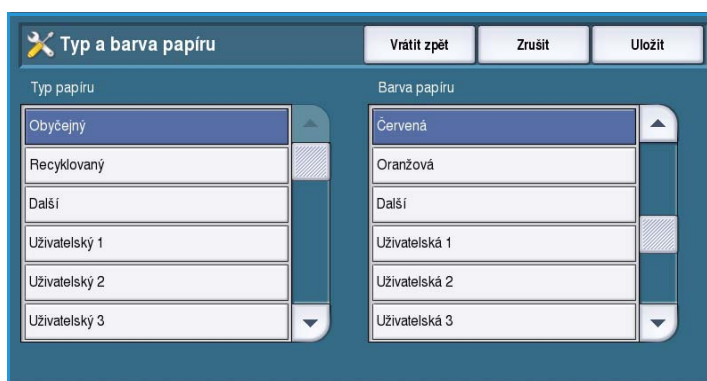 Typ a barva papíru
Vrátit zpět
Zrušit
Uložit
Typ papíru
Obyčejný
Recyklovaný
Další
Uživatelský 1
Uživatelský 2
Uživatelský 3
Barva papíru
Červená
Oranžová
Další
Uživatelská 1
Uživatelská 2
Uživatelská 3